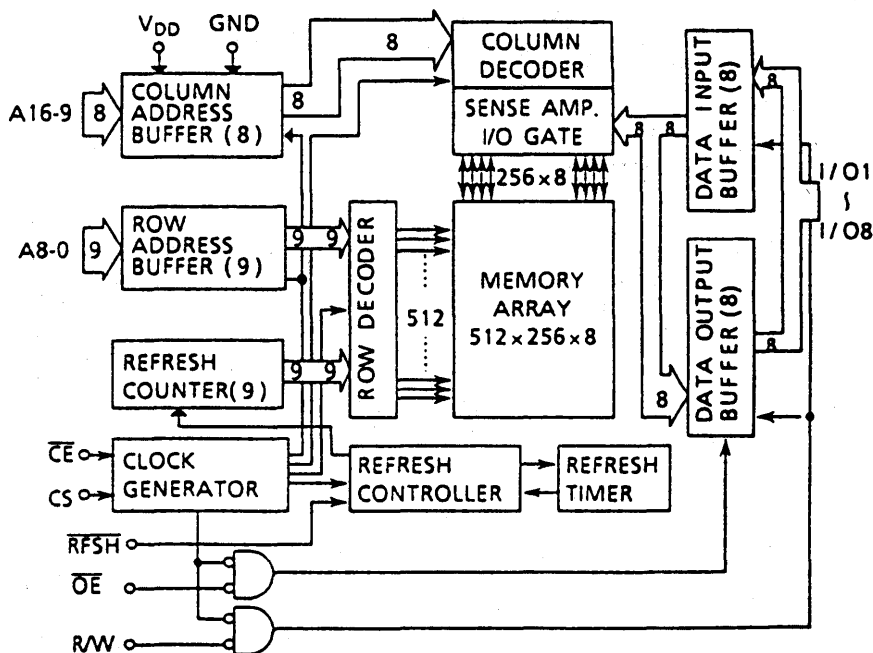 VDD GND
A16-9
8
COLUMN
ADDRESS
BUFFER (8)
8
8
COLUMN
DECODER
SENSE AMP.
I/O GATE
8
8
DATA INPUT
BUFFER (8)
8
I/O1
~
I/O8
256×8
A8-0
9
ROW
ADDRESS
BUFFER (9)
9
9
ROW DECODER
512
MEMORY
ARRAY
512×256×8
8
DATA OUTPUT
BUFFER (8)
8
REFRESH
COUNTER(9)
9
9
C̅E̅
CS
CLOCK
GENERATOR
REFRESH
CONTROLLER
REFRESH
TIMER
R̅F̅S̅H̅
O̅E̅
R/W